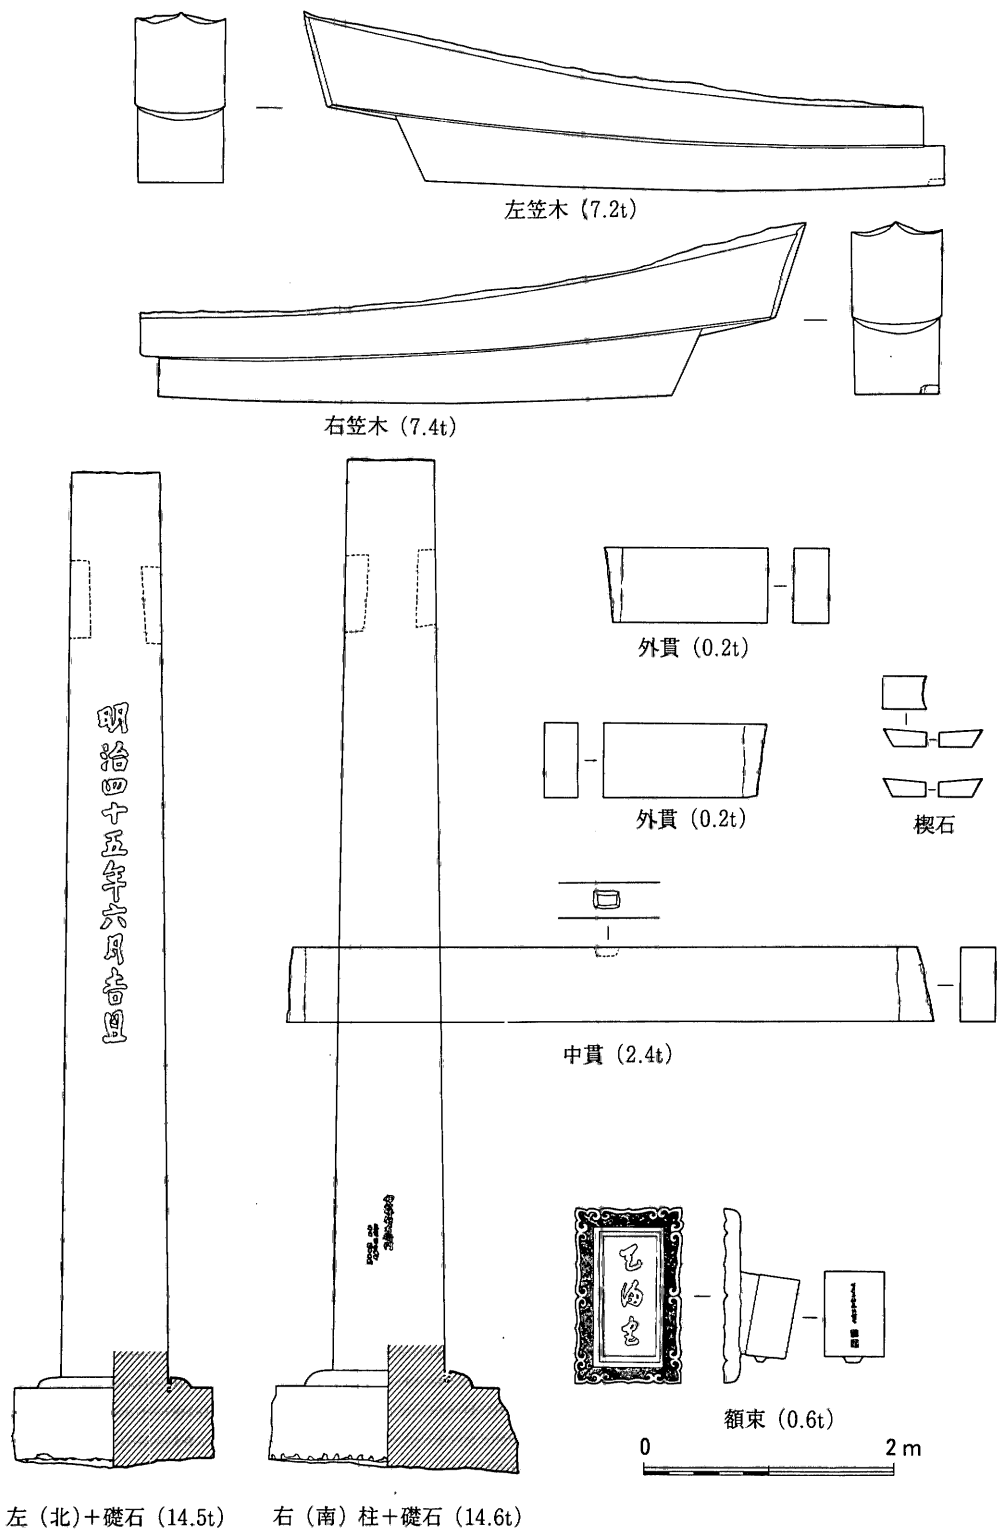 左笠木（7.2t）
右笠木（7.4t）
外貫（0.2t）
外貫（0.2t）
楔石
明治四十五年六月吉旦
中貫（2.4t）
額束（0.6t）
0 2 m
左（北）＋礎石（14.5t）
右（南）柱＋礎石（14.6t）